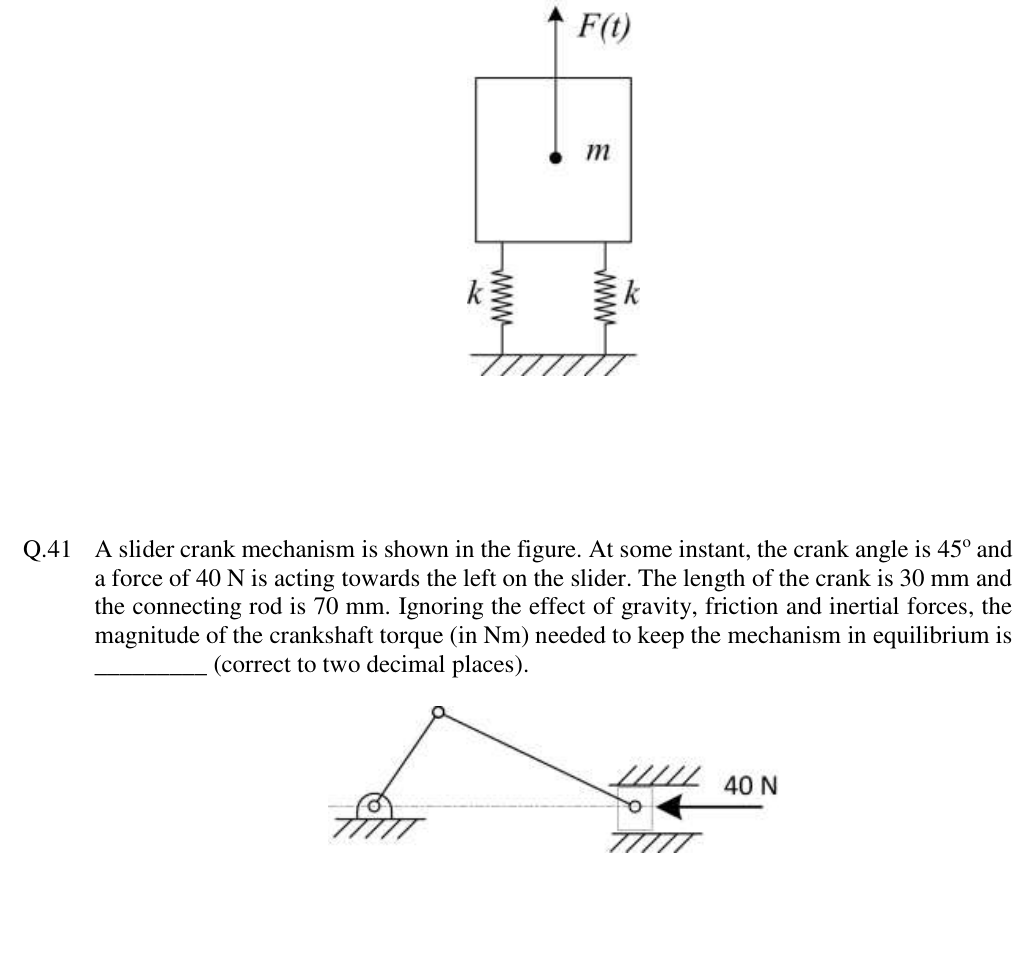 F(t)
m
k
k
Q.41 A slider crank mechanism is shown in the figure. At some instant, the crank angle is 45º and
a force of 40 N is acting towards the left on the slider. The length of the crank is 30 mm and
the connecting rod is 70 mm. Ignoring the effect of gravity, friction and inertial forces, the
magnitude of the crankshaft torque (in Nm) needed to keep the mechanism in equilibrium is
_________ (correct to two decimal places).
40 N